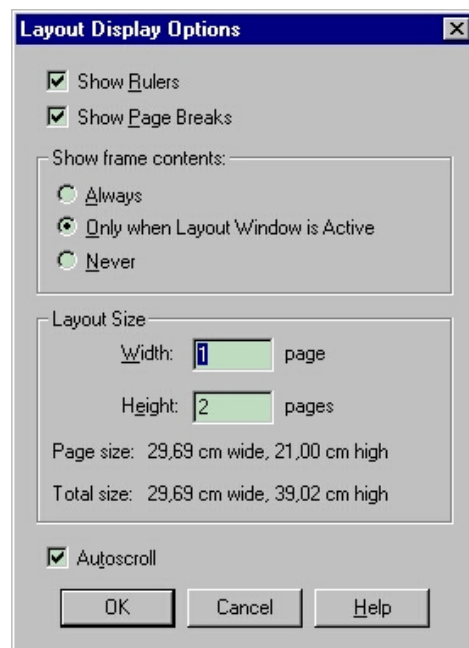 Layout Display Options
Show Rulers
Show Page Breaks
Show frame contents:
Always
Only when Layout Window is Active
Never
Layout Size
Width: 1 page
Height: 2 pages
Page size: 29,69 cm wide, 21,00 cm high
Total size: 29,69 cm wide, 39,02 cm high
Autoscroll
OK Cancel Help